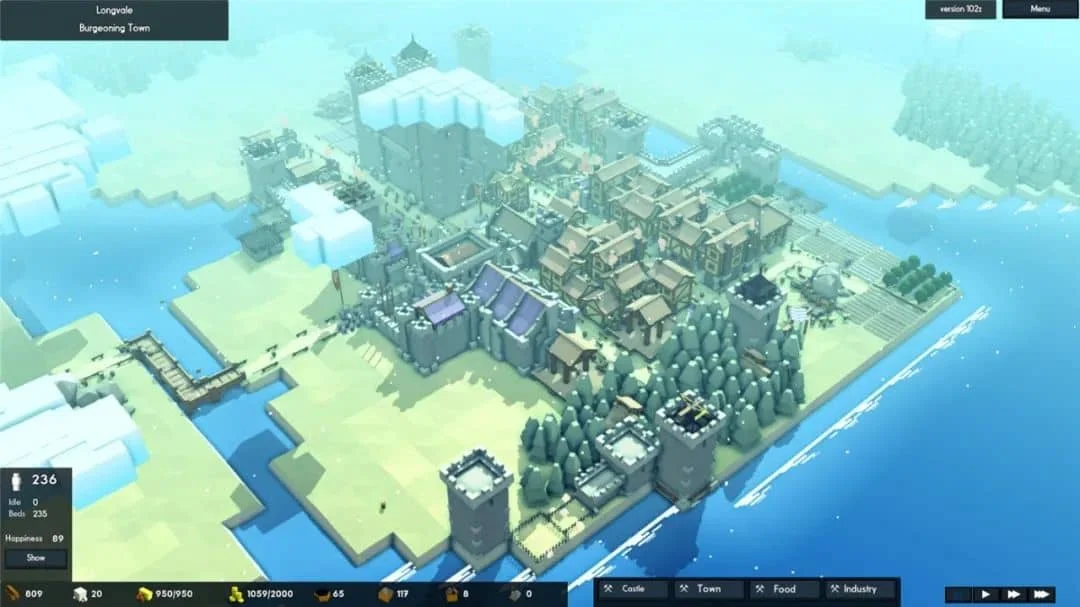 Longvale
Burgeoning Town
version 102z
Menu
236
Idle 0
Beds 235
Happiness 89
Show
809 20 950/950 1059/2000 65 117 8 0
Castle Town Food Industry